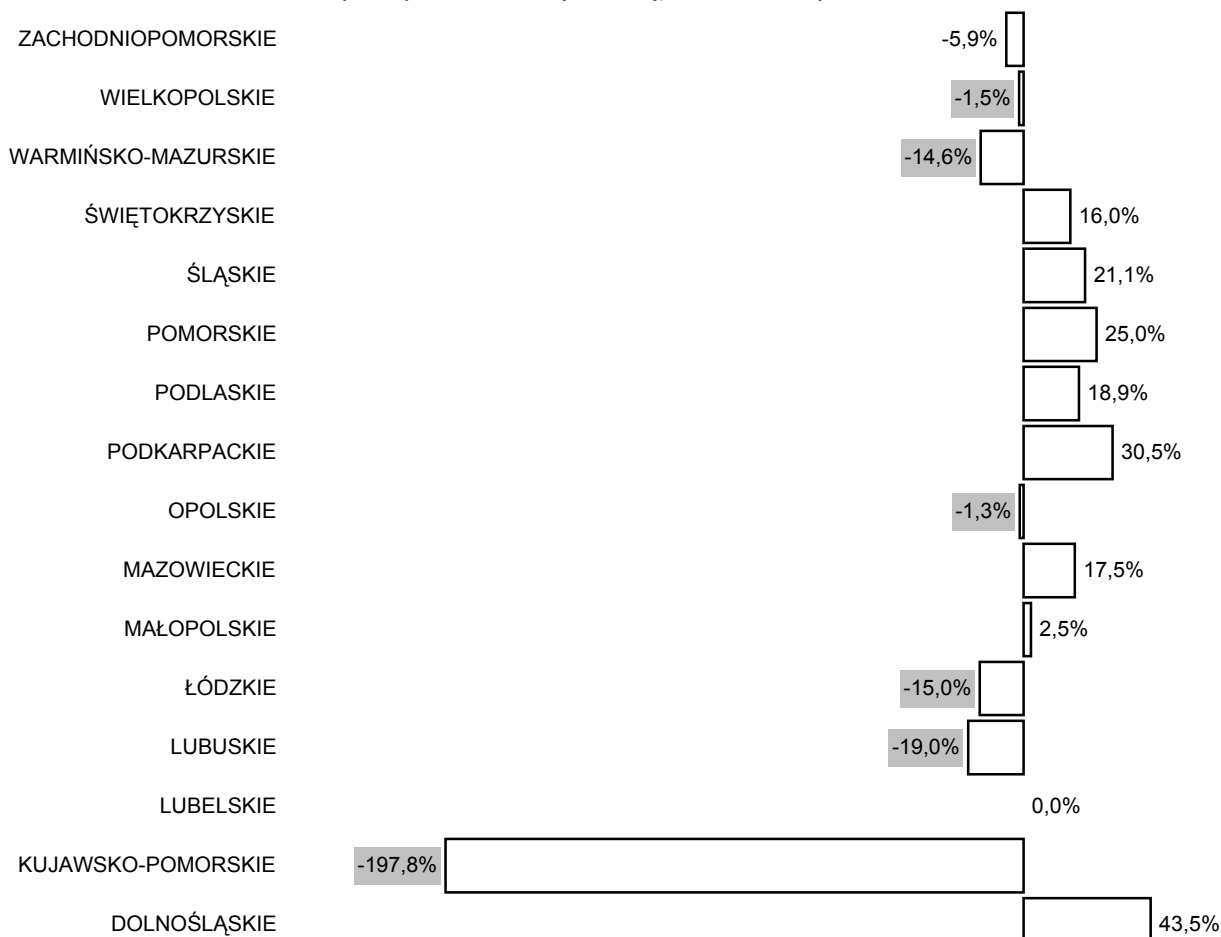 ZACHODNIOPOMORSKIE -5,9%
WIELKOPOLSKIE -1,5%
WARMIŃSKO-MAZURSKIE -14,6%
ŚWIĘTOKRZYSKIE 16,0%
ŚLĄSKIE 21,1%
POMORSKIE 25,0%
PODLASKIE 18,9%
PODKARPACKIE 30,5%
OPOLSKIE -1,3%
MAZOWIECKIE 17,5%
MAŁOPOLSKIE 2,5%
ŁÓDZKIE -15,0%
LUBUSKIE -19,0%
LUBELSKIE 0,0%
KUJAWSKO-POMORSKIE -197,8%
DOLNOŚLĄSKIE 43,5%